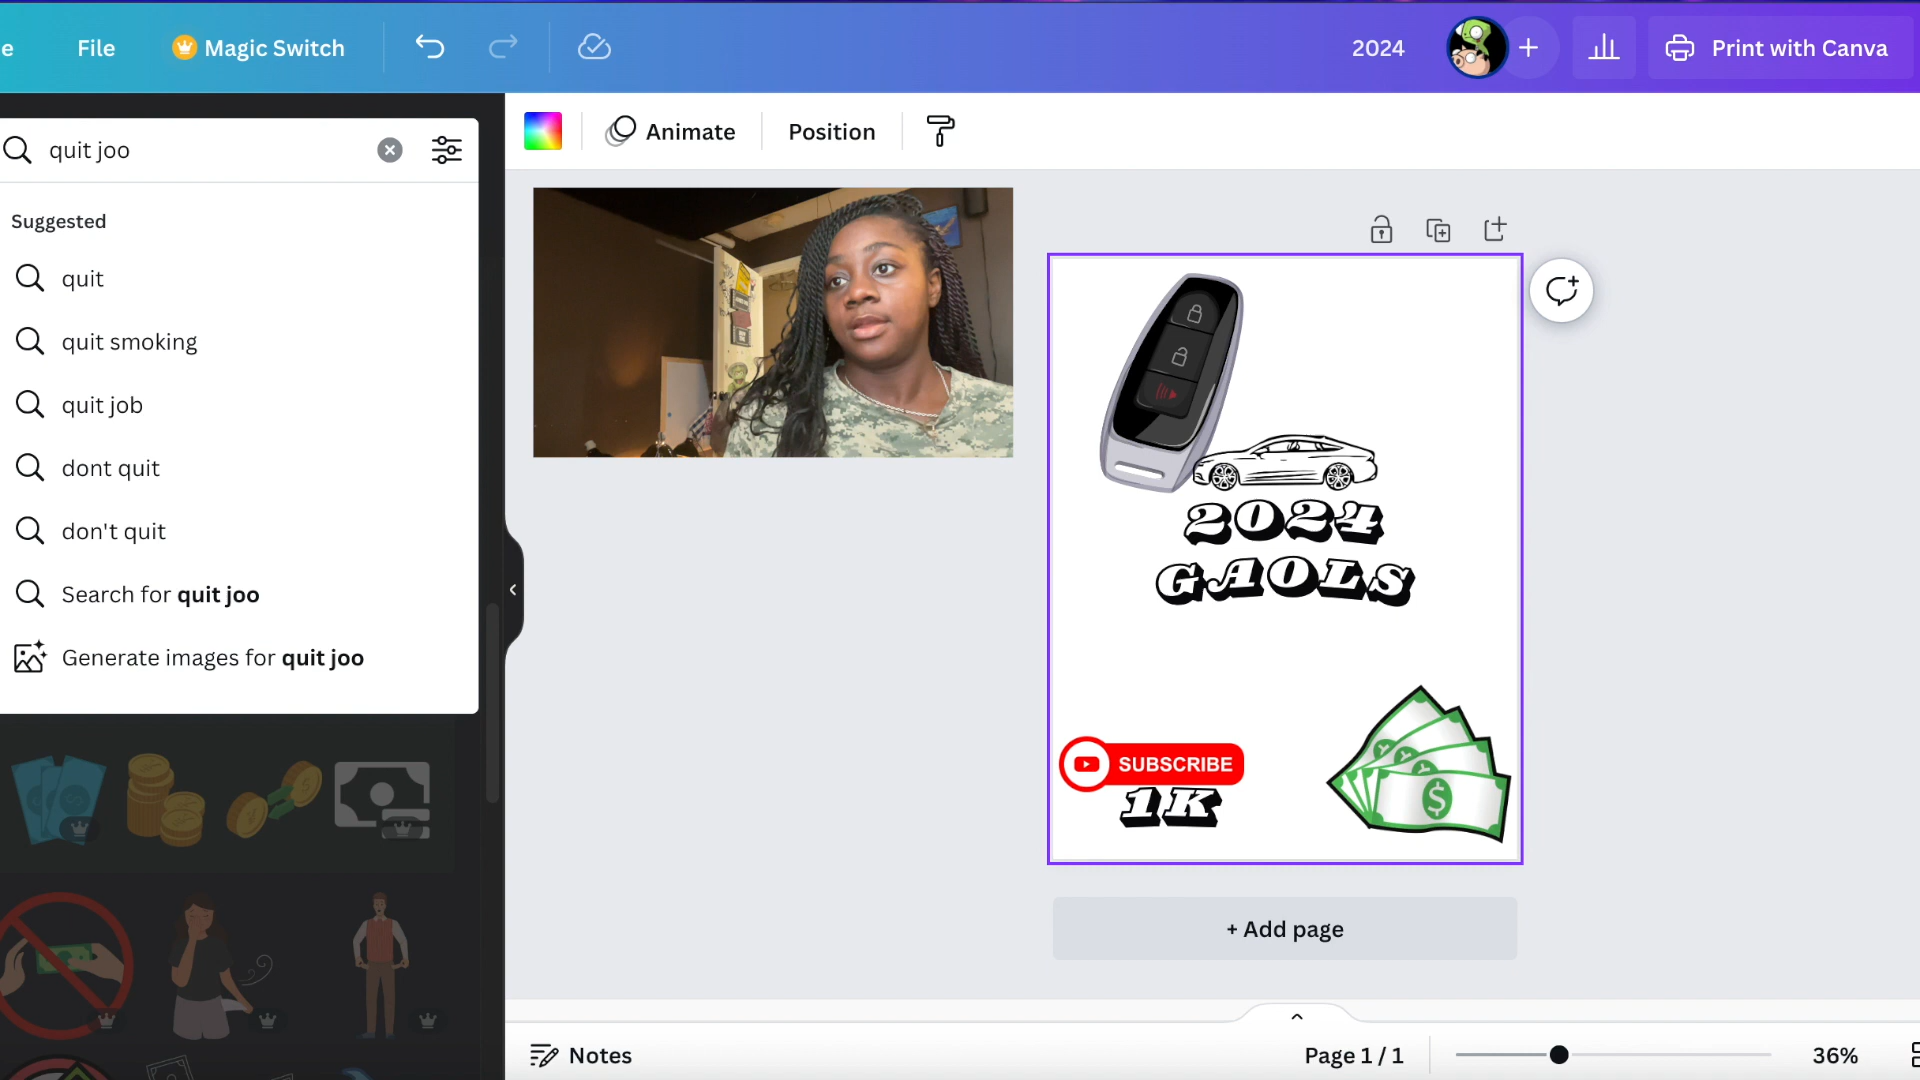 e
File
Magic Switch
2024
Print with Canva
quit joo
Animate
Position
Suggested
quit
quit smoking
quit job
dont quit
don't quit
Search for quit joo
Generate images for quit joo
2024
GAOLS
SUBSCRIBE
1K
$
+ Add page
Notes
Page 1 / 1
36%